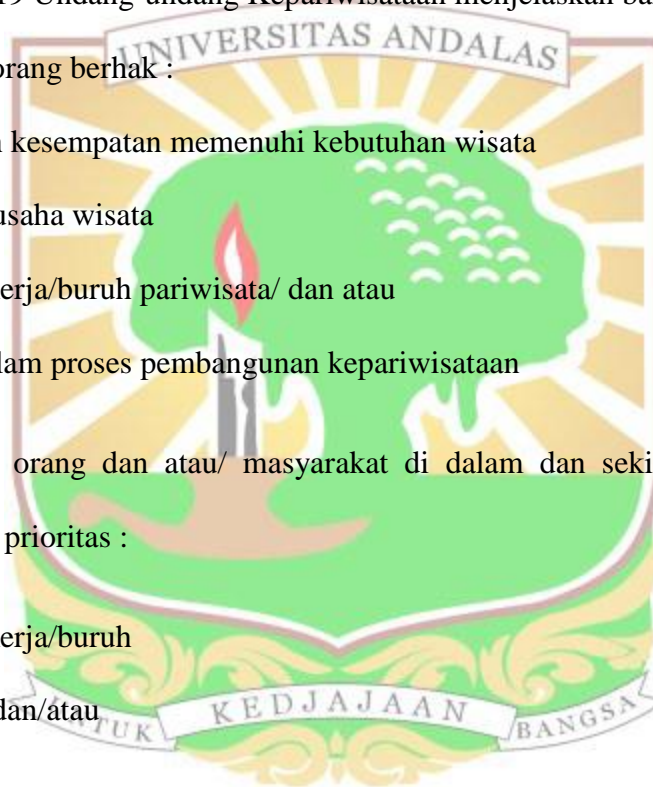 19 Undang-undang Kepariwisataan menjelaskan ba
UNIVERSITAS ANDALAS
orang berhak :
kesempatan memenuhi kebutuhan wisata
usaha wisata
erja/buruh pariwisata/ dan atau
lam proses pembangunan kepariwisataan
orang dan atau/ masyarakat di dalam dan seki
prioritas :
erja/buruh
dan/atau
UNTUK KEDJAJAAN BANGSA